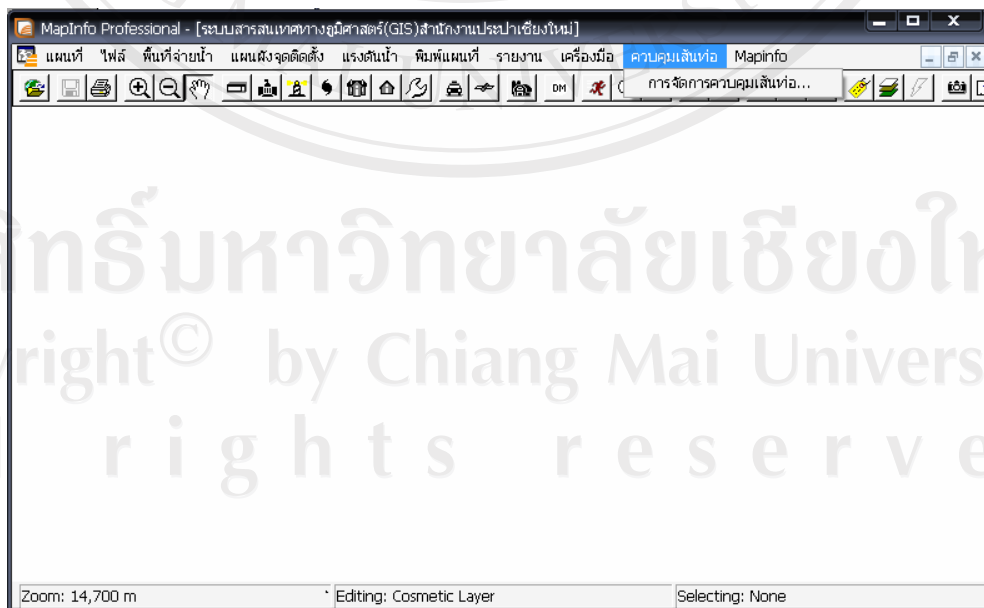 MapInfo Professional - [ระบบสารสนเทศทางภูมิศาสตร์(GIS)สำนักงานประปาเชียงใหม่]
แผนที่ ไฟล์ พื้นที่จ่ายน้ำ แผนผังจุดติดตั้ง แรงดันน้ำ พิมพ์แผนที่ รายงาน เครื่องมือ ควบคุมเส้นท่อ Mapinfo
DM การจัดการควบคุมเส้นท่อ...
สิทธิ์มหาวิทยาลัยเชียงให
right© by Chiang Mai Univers
rights reserve
Zoom: 14,700 m Editing: Cosmetic Layer Selecting: None